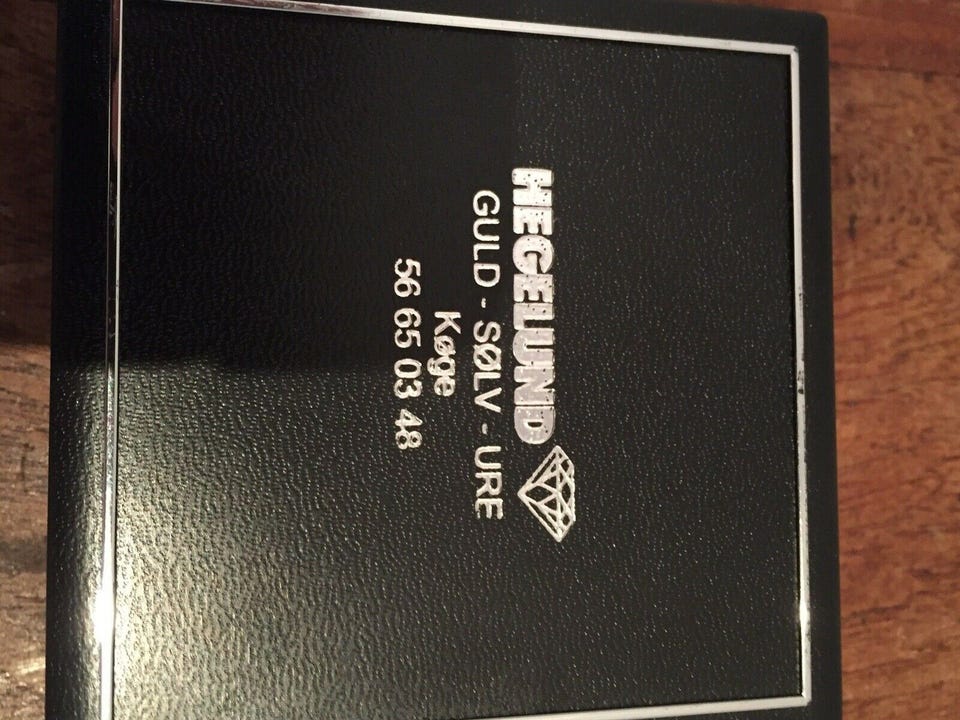 HEGELUND
GULD - SØLV - URE
Køge
56 65 03 48